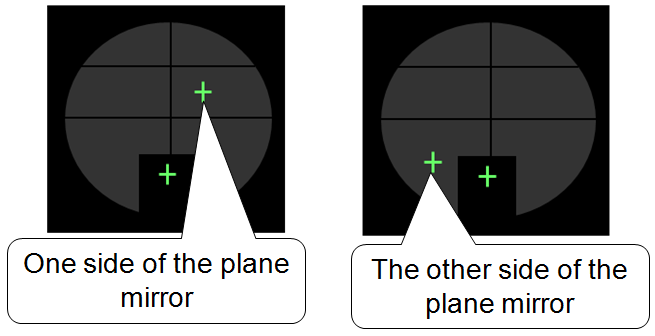 One side of the plane
mirror
The other side of the
plane mirror